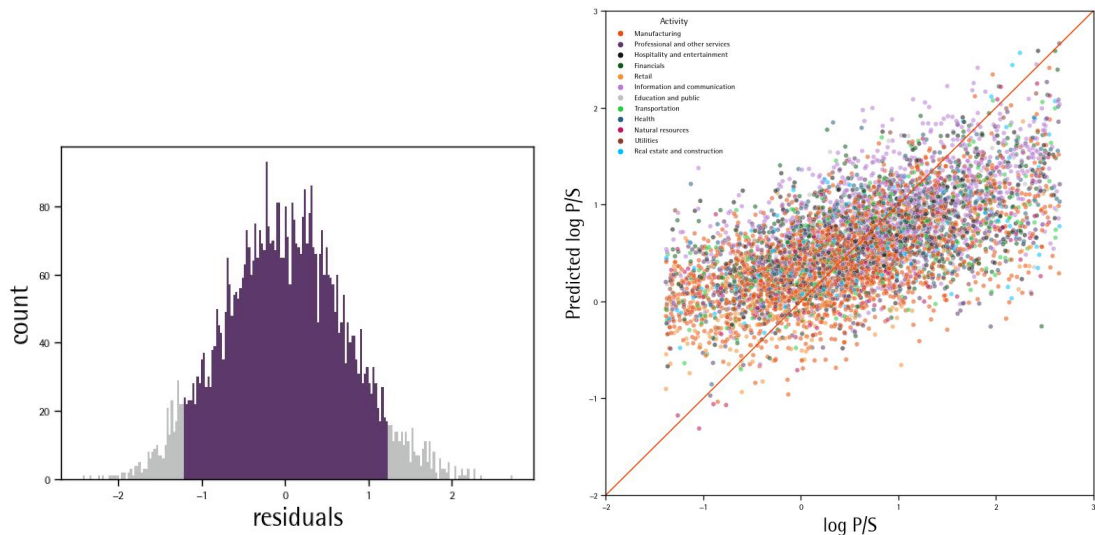 80
60
40
20
0
count
−2
−1
0
1
2
residuals
3
2
1
0
−1
−2
Predicted log P/S
Activity
Manufacturing
Professional and other services
Hospitality and entertainment
Financials
Retail
Information and communication
Education and public
Transportation
Health
Natural resources
Utilities
Real estate and construction
−2
−1
0
1
2
3
log P/S